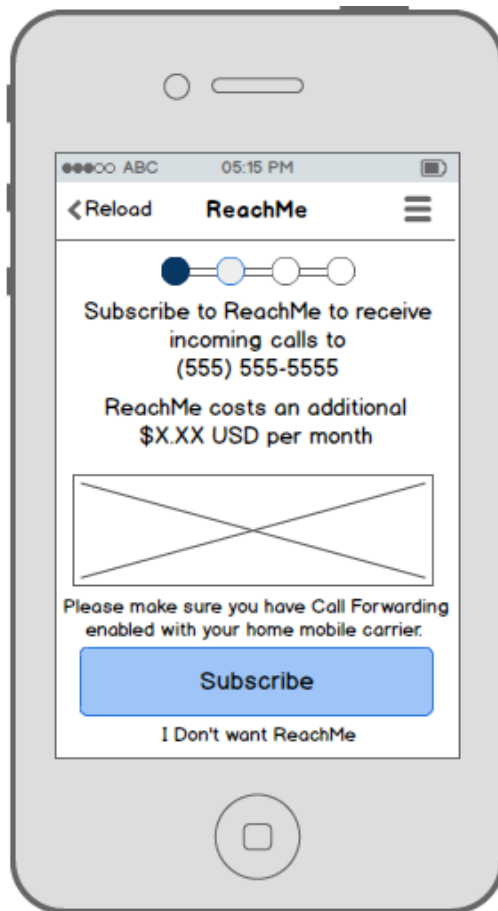 ABC 05:15 PM
Reload ReachMe
Subscribe to ReachMe to receive
incoming calls to
(555) 555-5555
ReachMe costs an additional
$X.XX USD per month
Please make sure you have Call Forwarding
enabled with your home mobile carrier.
Subscribe
I Don't want ReachMe